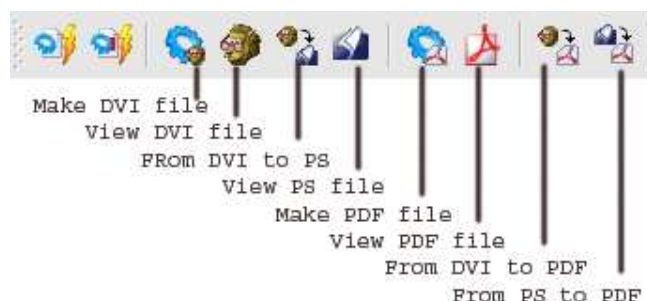 Make DVI file
View DVI file
FRom DVI to PS
View PS file
Make PDF file
View PDF file
From DVI to PDF
From PS to PDF